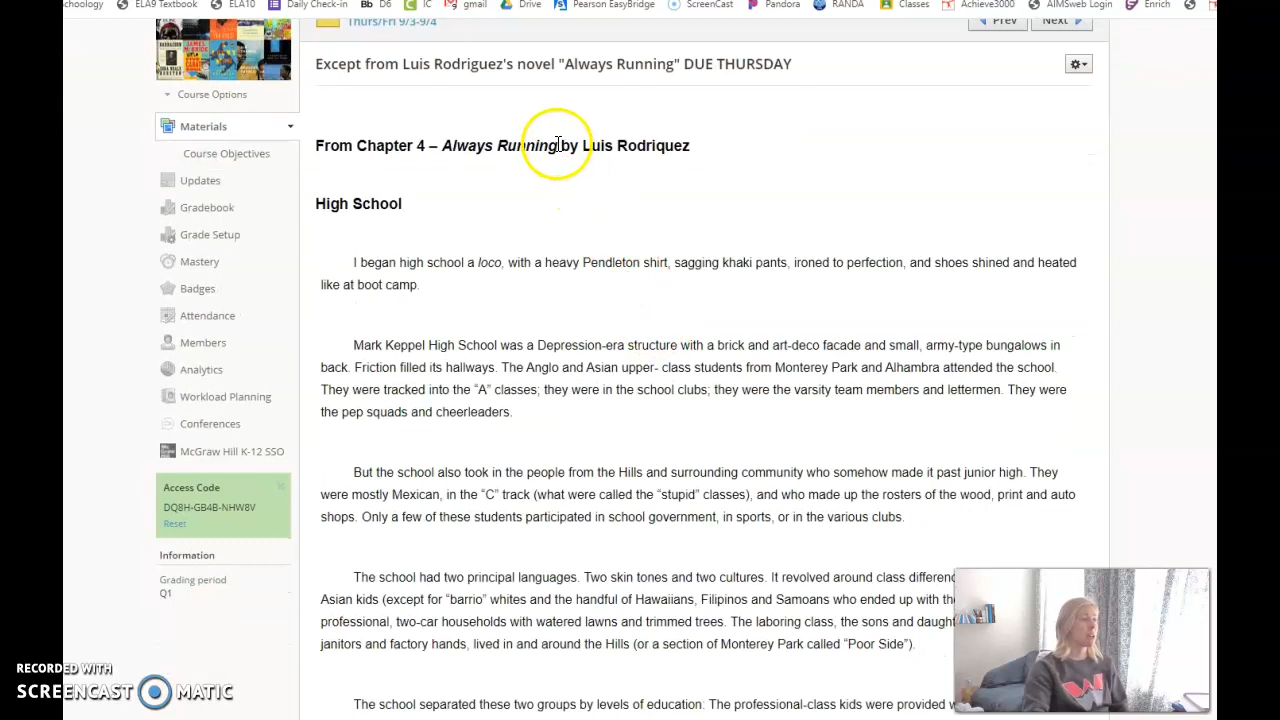 ELA9 Textbook
ELA10
Daily Check-in
Bb D6
IC
gmail
Drive
Pearson EasyBridge
ScreenCast
Pandora
RANDA
Classes
Achieve3000
AIMSweb Login
Enrich
Thurs/Fri 9/3-9/4
Prev
Next
Except from Luis Rodriguez's novel "Always Running" DUE THURSDAY
Course Options
Materials
Course Objectives
Updates
Gradebook
Grade Setup
Mastery
Badges
Attendance
Members
Analytics
Workload Planning
Conferences
McGraw Hill K-12 SSO
Access Code
DQ8H-GB4B-NHW8V
Reset
Information
Grading period
Q1
From Chapter 4 – Always Running by Luis Rodriquez
High School
I began high school a loco, with a heavy Pendleton shirt, sagging khaki pants, ironed to perfection, and shoes shined and heated
like at boot camp.
Mark Keppel High School was a Depression-era structure with a brick and art-deco facade and small, army-type bungalows in
back. Friction filled its hallways. The Anglo and Asian upper- class students from Monterey Park and Alhambra attended the school.
They were tracked into the “A” classes; they were in the school clubs; they were the varsity team members and lettermen. They were
the pep squads and cheerleaders.
But the school also took in the people from the Hills and surrounding community who somehow made it past junior high. They
were mostly Mexican, in the “C” track (what were called the “stupid” classes), and who made up the rosters of the wood, print and auto
shops. Only a few of these students participated in school government, in sports, or in the various clubs.
The school had two principal languages. Two skin tones and two cultures. It revolved around class
Asian kids (except for “barrio” whites and the handful of Hawaiians, Filipinos and Samoans who ended up with
professional, two-car households with watered lawns and trimmed trees. The laboring class, the sons and
janitors and factory hands, lived in and around the Hills (or a section of Monterey Park called “Poor Side”).
The school separated these two groups by levels of education: The professional-class kids were provided
RECORDED WITH
SCREENCAST MATIC